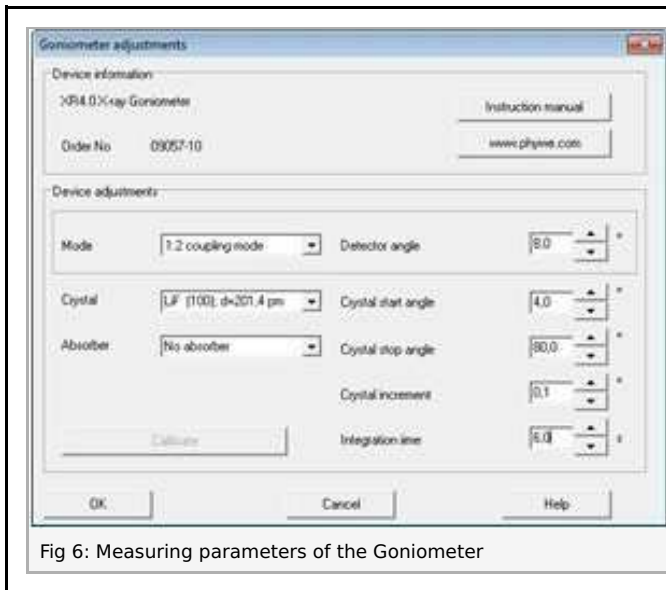 Goniometer adjustments
Device information
XR4.0 X-ray Goniometer
Instruction manual
Order No 09057-10
www.phywe.com
Device adjustments
Mode 1:2 coupling mode Detector angle 8,0 °
Crystal LiF (100); d=201,4 pm Crystal start angle 4,0 °
Absorber No absorber Crystal stop angle 80,0 °
Crystal increment 0,1 °
Calibrate Integration time 6,0 s
OK Cancel Help
Fig 6: Measuring parameters of the Goniometer